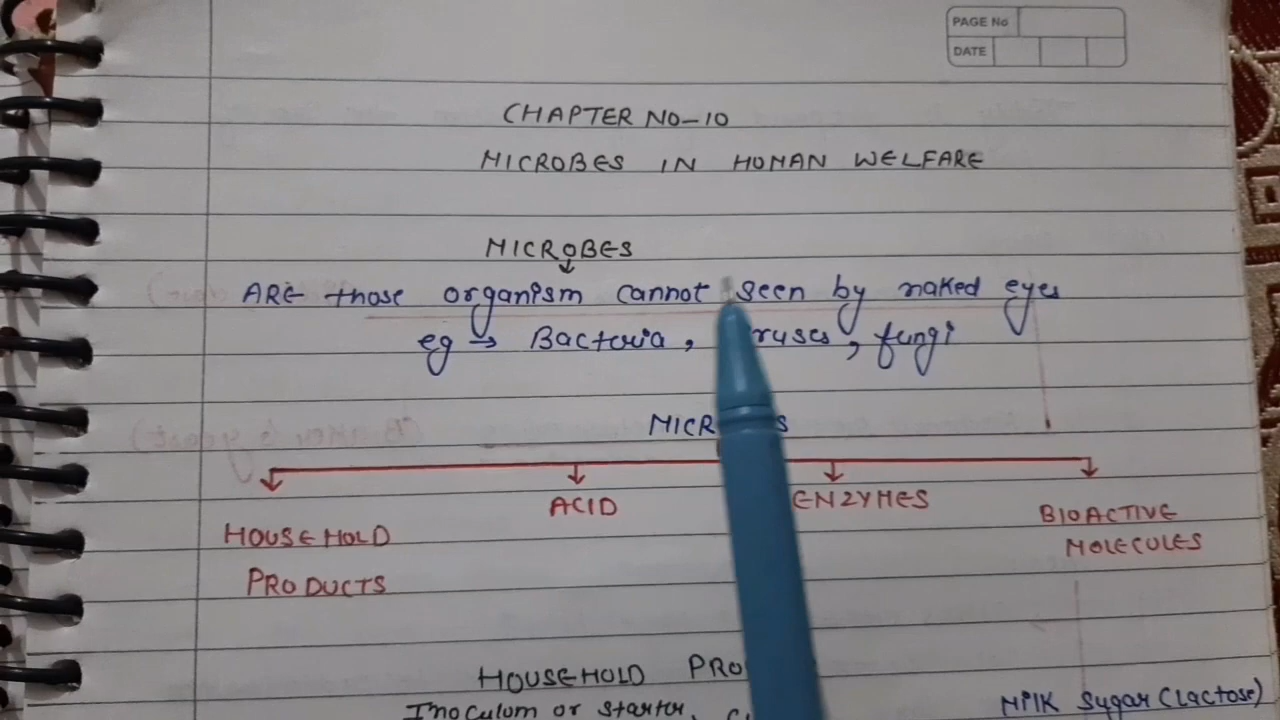 PAGE No
DATE
CHAPTER NO-10
MICROBES IN HUMAN WELFARE
MICROBES
ARE those organism cannot seen by naked eyes
eg → Bacteria, ruses, fungi
MICR S
HOUSEHOLD
PRODUCTS
ACID
ENZYMES
BIOACTIVE
MOLECULES
HOUSEHOLD PRO
Inoculum or starter,
MILK Sugar (Lactose)